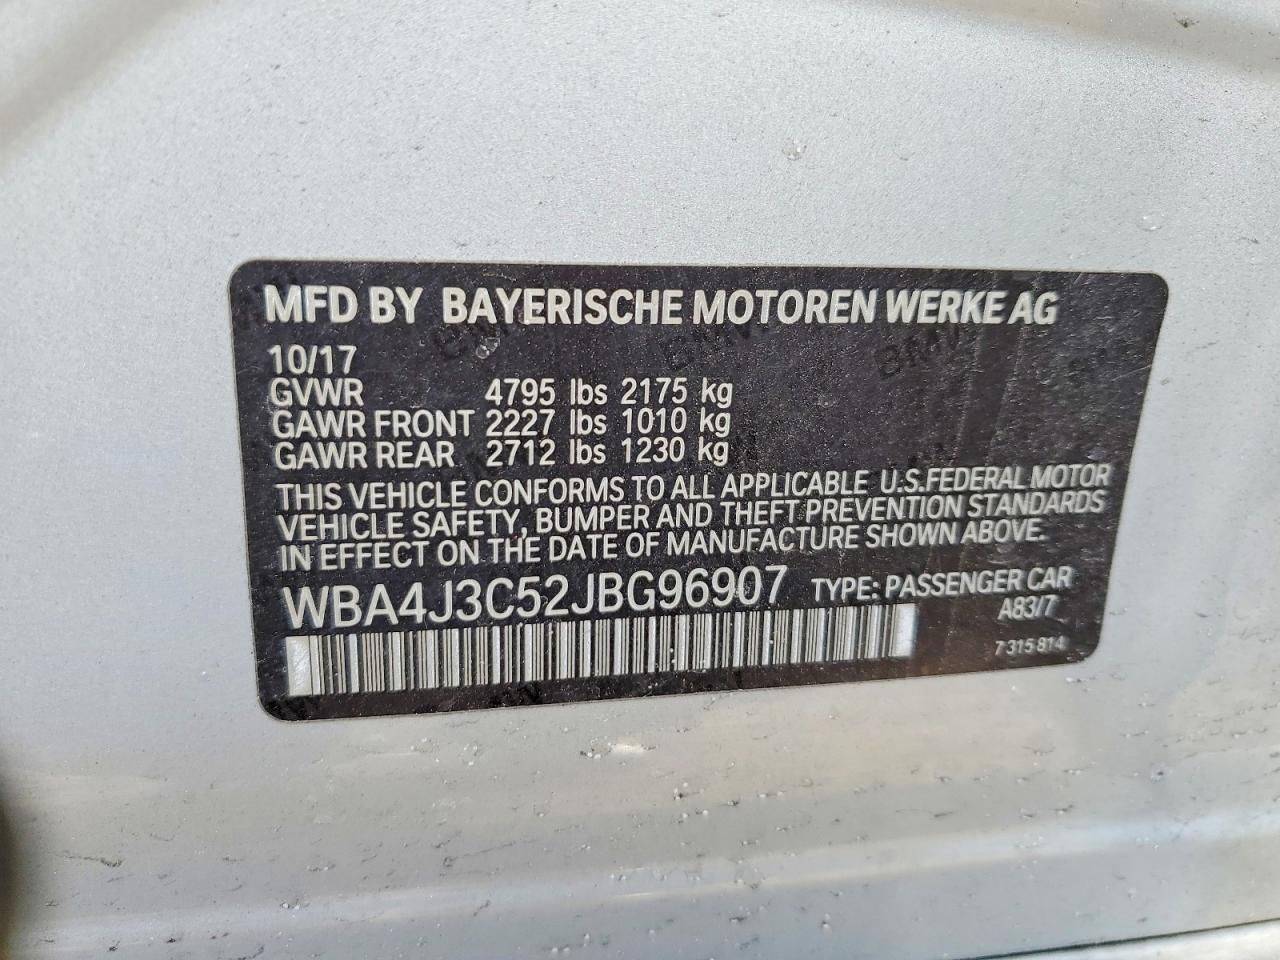 MFD BY BAYERISCHE MOTOREN WERKE AG
10/17
GVWR 4795 lbs 2175 kg
GAWR FRONT 2227 lbs 1010 kg
GAWR REAR 2712 lbs 1230 kg
THIS VEHICLE CONFORMS TO ALL APPLICABLE U.S.FEDERAL MOTOR
VEHICLE SAFETY, BUMPER AND THEFT PREVENTION STANDARDS
IN EFFECT ON THE DATE OF MANUFACTURE SHOWN ABOVE.
WBA4J3C52JBG96907 TYPE: PASSENGER CAR
A83/7
7 315 814